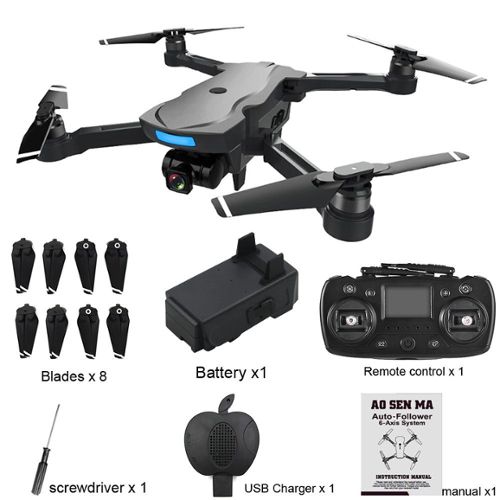 Blades x 8
Battery x1
Remote control x 1
AO SEN MA
Auto-Follower
6-Axis System
INSTRUCTION MANUAL
screwdriver x 1
USB Charger x 1
manual x1